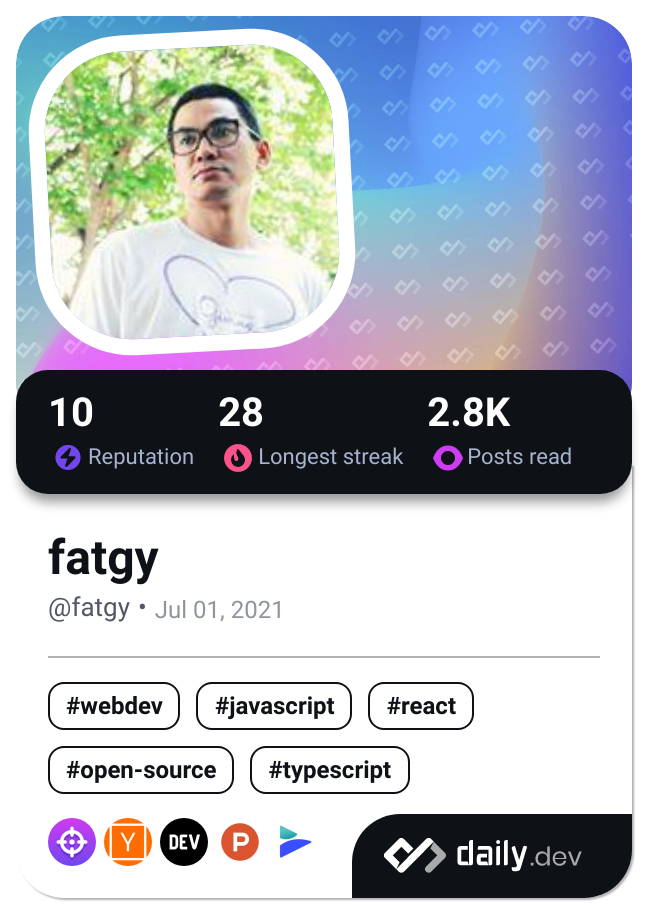 10
28
2.8K
Reputation
Longest streak
Posts read
fatgy
@fatgy • Jul 01, 2021
#webdev
#javascript
#react
#open-source
#typescript
Y
DEV
P
daily.dev